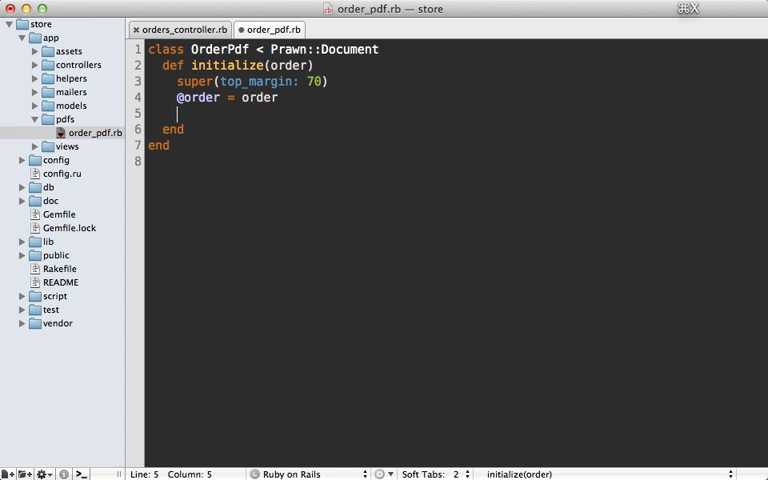 order_pdf.rb — store
⌘X
store
app
assets
controllers
helpers
mailers
models
pdfs
order_pdf.rb
views
config
config.ru
db
doc
Gemfile
Gemfile.lock
lib
public
Rakefile
README
script
test
vendor
orders_controller.rb
order_pdf.rb
1 class OrderPdf < Prawn::Document
2 def initialize(order)
3 super(top_margin: 70)
4 @order = order
5
6 end
7 end
8
Line: 5 Column: 5
Ruby on Rails
Soft Tabs: 2
initialize(order)